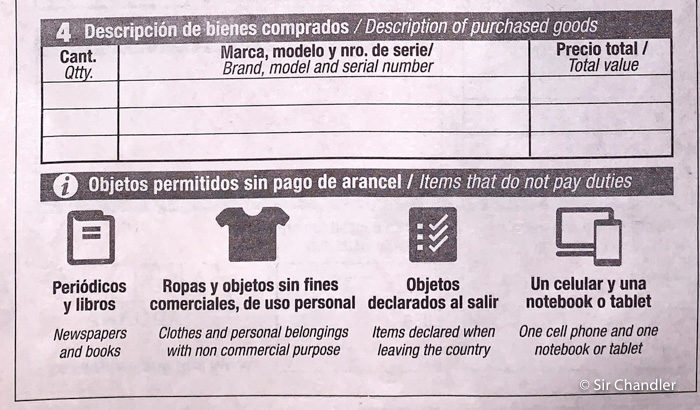 4 Descripción de bienes comprados / Description of purchased goods
Cant.
Qtty.
Marca, modelo y nro. de serie/
Brand, model and serial number
Precio total /
Total value
i Objetos permitidos sin pago de arancel / Items that do not pay duties
Periódicos
y libros
Newspapers
and books
Ropas y objetos sin fines
comerciales, de uso personal
Clothes and personal belongings
with non commercial purpose
Objetos
declarados al salir
Items declared when
leaving the country
Un celular y una
notebook o tablet
One cell phone and one
notebook or tablet
© Sir Chandler